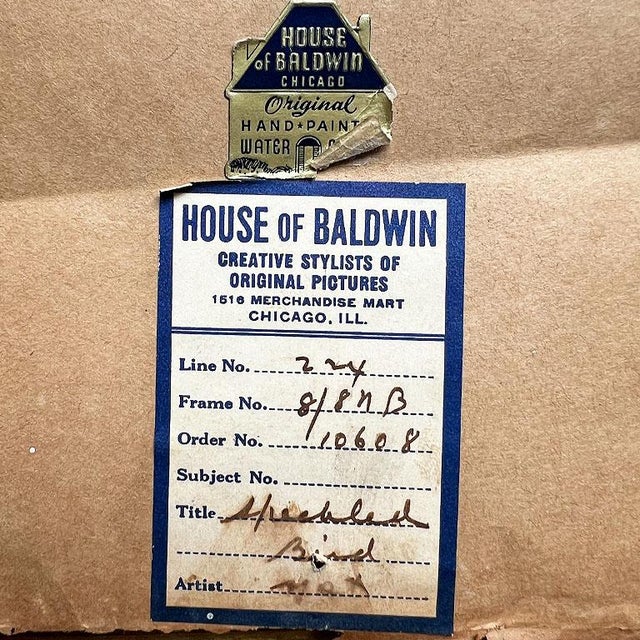 HOUSE
of BALDWIN
CHICAGO
Original
HAND★PAINT
WATER
HOUSE OF BALDWIN
CREATIVE STYLISTS OF
ORIGINAL PICTURES
1516 MERCHANDISE MART
CHICAGO, ILL.
Line No. 224
Frame No. 8/8 N B
Order No. 10608
Subject No.
Title Speckled
Bird
Artist